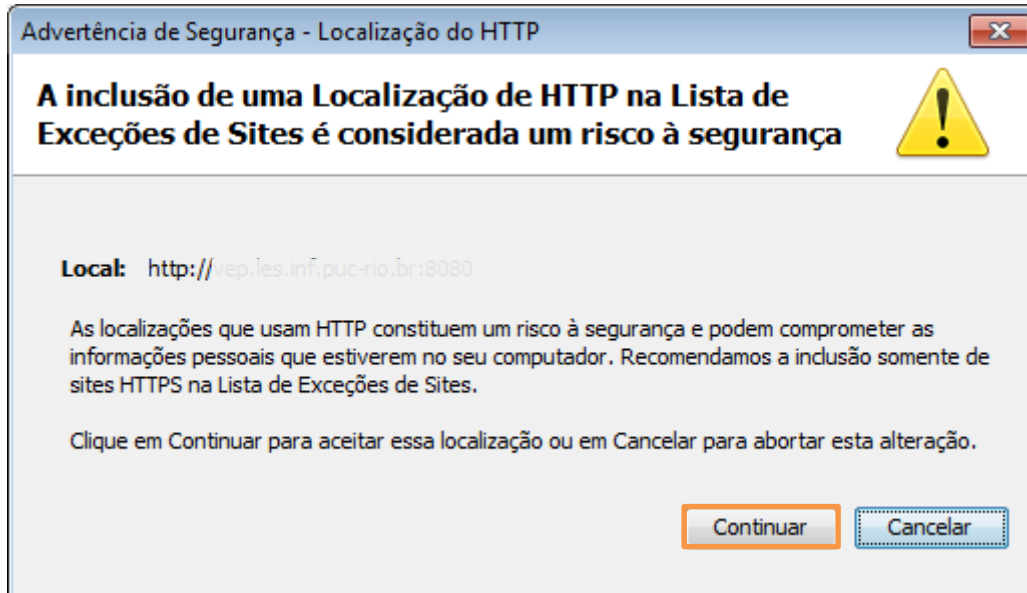 Advertência de Segurança - Localização do HTTP
A inclusão de uma Localização de HTTP na Lista de
Exceções de Sites é considerada um risco à segurança
Local: http://vep.les.inf.puc-rio.br:8080
As localizações que usam HTTP constituem um risco à segurança e podem comprometer as
informações pessoais que estiverem no seu computador. Recomendamos a inclusão somente de
sites HTTPS na Lista de Exceções de Sites.
Clique em Continuar para aceitar essa localização ou em Cancelar para abortar esta alteração.
Continuar Cancelar